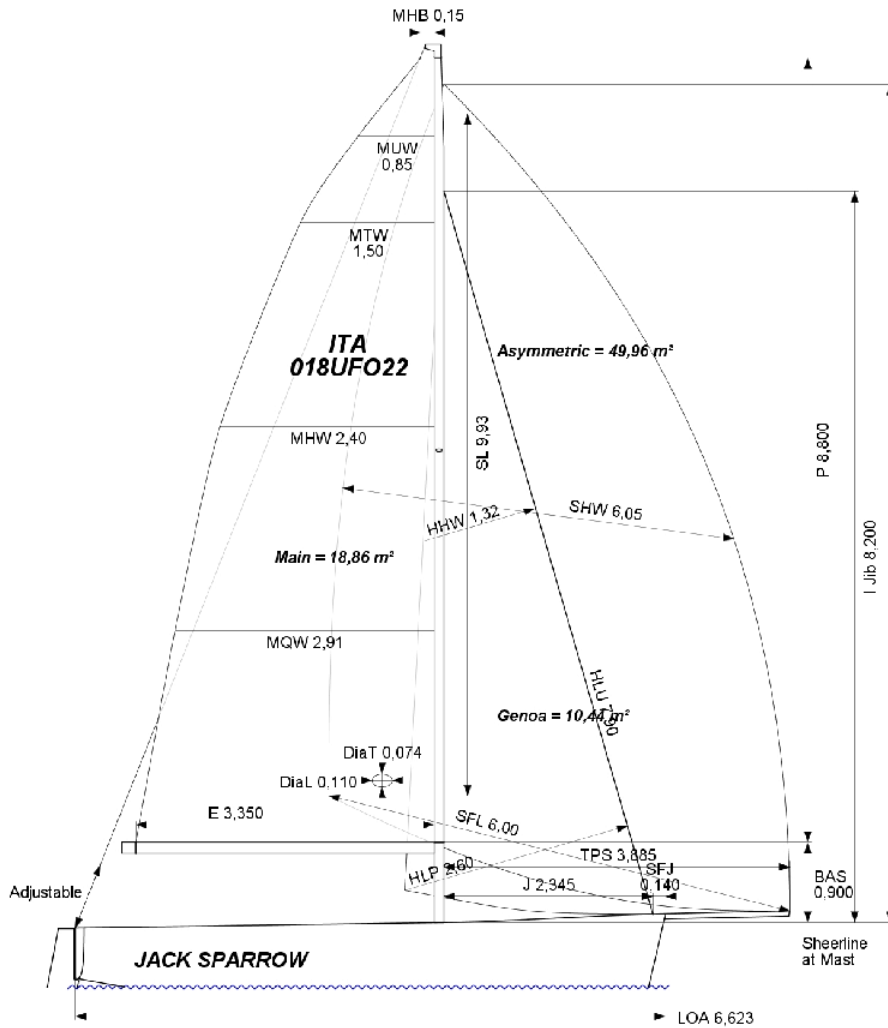 MHB 0,15
MUW
0,85
MTW
1,50
ITA
018UFO22
Asymmetric = 49,96 m²
SL 9,93
P 8,800
MHW 2,40
SHW 6,05
HHW 1,32
I Jib 8,200
Main = 18,86 m²
MQW 2,91
HLU 7,90
Genoa = 10,44 m²
DiaT 0,074
DiaL 0,110
E 3,350
SFL 6,00
TPS 3,885
HLP 2,60
SFJ
J 2,345
0,140
BAS
0,900
Adjustable
Sheerline
at Mast
JACK SPARROW
LOA 6,623